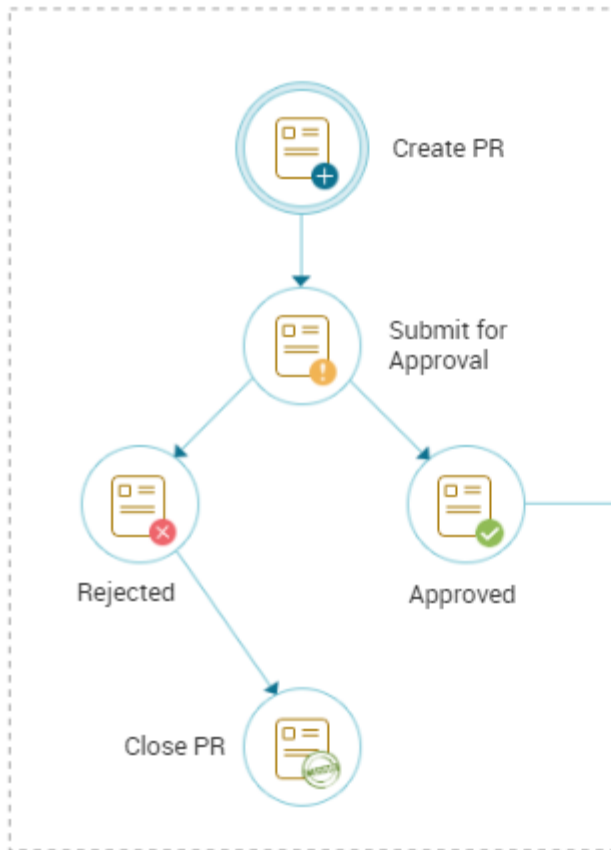 Create PR
Submit for
Approval
Rejected
Approved
Close PR